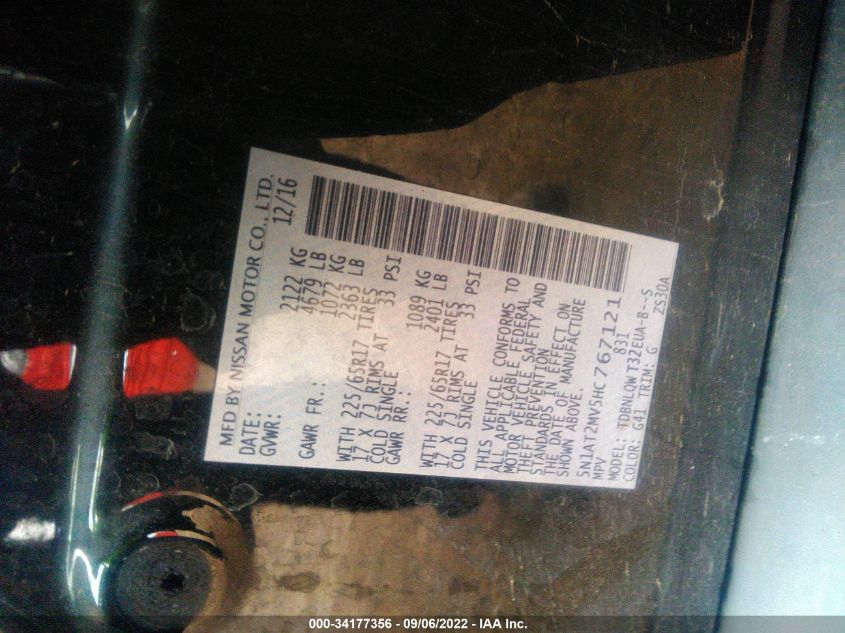 MFD BY NISSAN MOTOR CO., LTD.
DATE: 12/16
GVWR: 2122 KG
4679 LB
GAWR FR.: 1072 KG
2363 LB
WITH 225/65R17 TIRES
17 X 7J RIMS AT
COLD SINGLE 33 PSI
GAWR RR.: 1089 KG
2401 LB
WITH 225/65R17 TIRES
17 X 7J RIMS AT
COLD SINGLE 33 PSI
THIS VEHICLE CONFORMS TO
ALL APPLICABLE FEDERAL
MOTOR VEHICLE SAFETY AND
THEFT PREVENTION
STANDARDS IN EFFECT ON
THE DATE OF MANUFACTURE
SHOWN ABOVE.
5N1AT2MV5HC767121
MPV 831
MODEL: TDBNLQWT32EUA-B--S
COLOR: G41 TRIM: G ZS30A
000-34177356 - 09/06/2022 - IAA Inc.